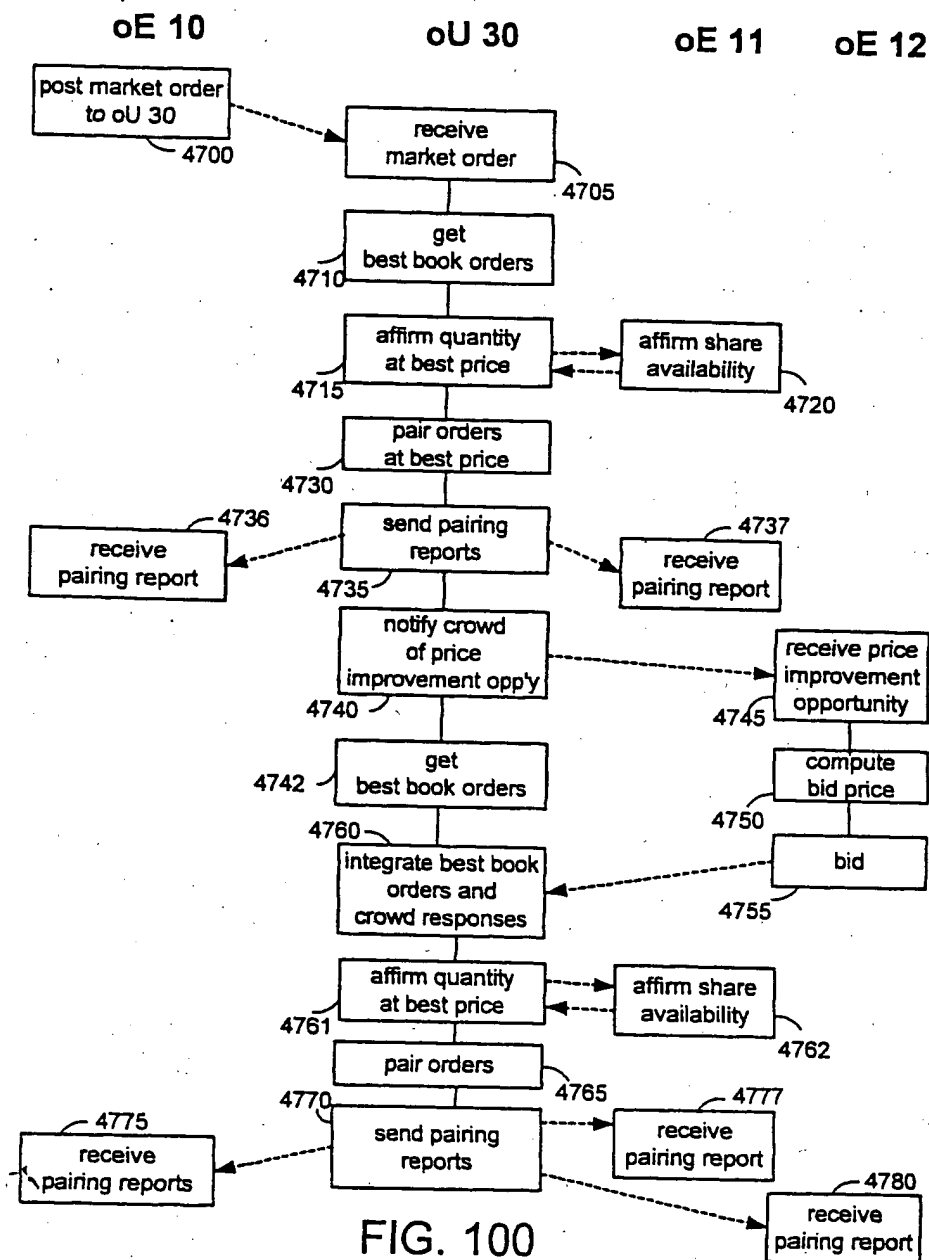 oE 10
oU 30
oE 11
oE 12
post market order
to oU 30
4700
receive
market order
4705
get
best book orders
4710
affirm quantity
at best price
4715
affirm share
availability
4720
pair orders
at best price
4730
4736
receive
pairing report
send pairing
reports
4735
4737
receive
pairing report
notify crowd
of price
improvement opp'y
4740
receive price
improvement
opportunity
4745
4742
get
best book orders
compute
bid price
4750
4760
integrate best book
orders and
crowd responses
bid
4755
affirm quantity
at best price
4761
affirm share
availability
4762
pair orders
4765
4770
4775
receive
pairing reports
send pairing
reports
4777
receive
pairing report
4780
receive
pairing report
FIG. 100